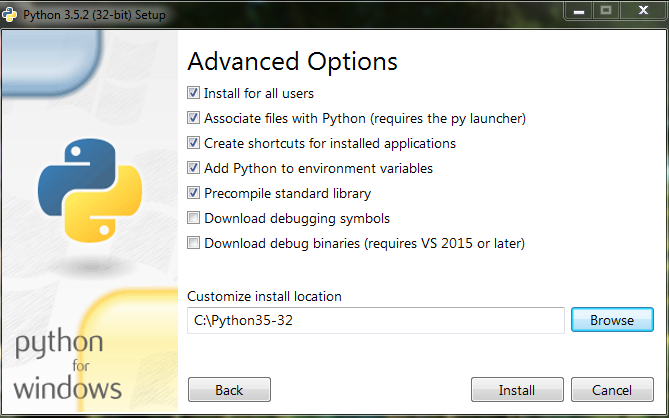 Python 3.5.2 (32-bit) Setup
Advanced Options
Install for all users
Associate files with Python (requires the py launcher)
Create shortcuts for installed applications
Add Python to environment variables
Precompile standard library
Download debugging symbols
Download debug binaries (requires VS 2015 or later)
Customize install location
C:\Python35-32
Browse
python
for
windows
Back
Install
Cancel